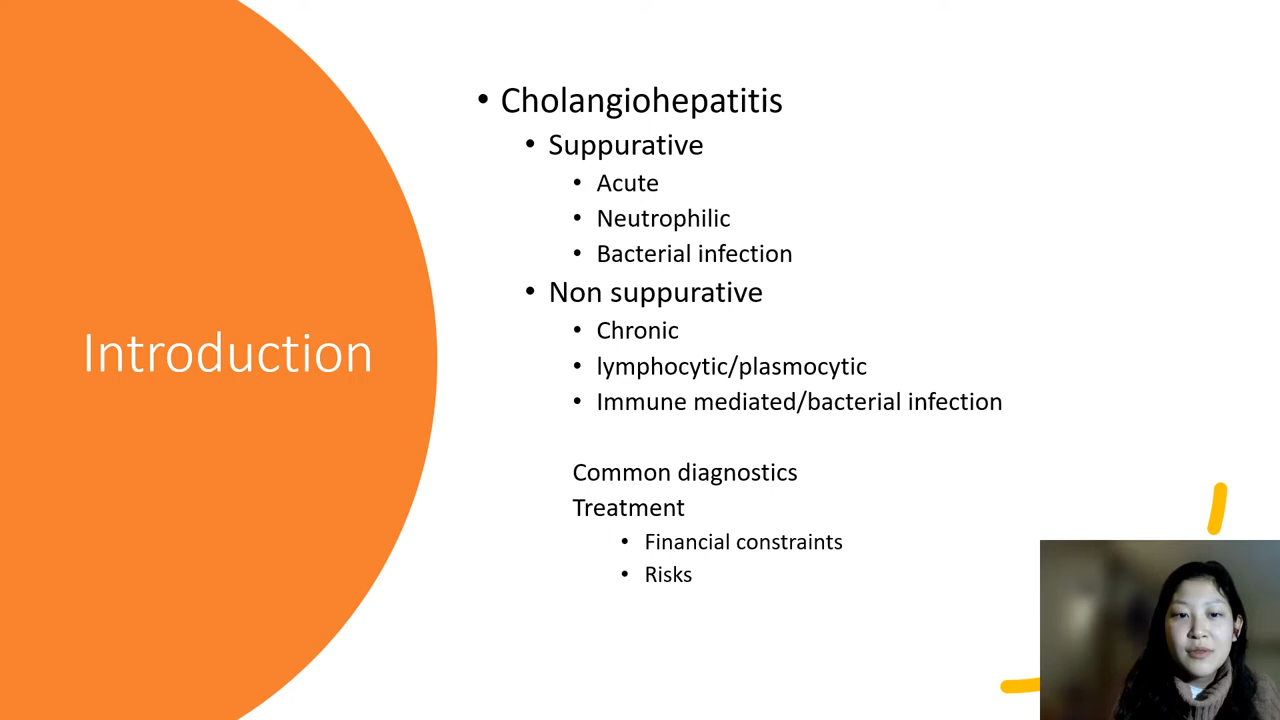 Introduction
• Cholangiohepatitis
• Suppurative
• Acute
• Neutrophilic
• Bacterial infection
• Non suppurative
• Chronic
• lymphocytic/plasmocytic
• Immune mediated/bacterial infection
Common diagnostics
Treatment
• Financial constraints
• Risks